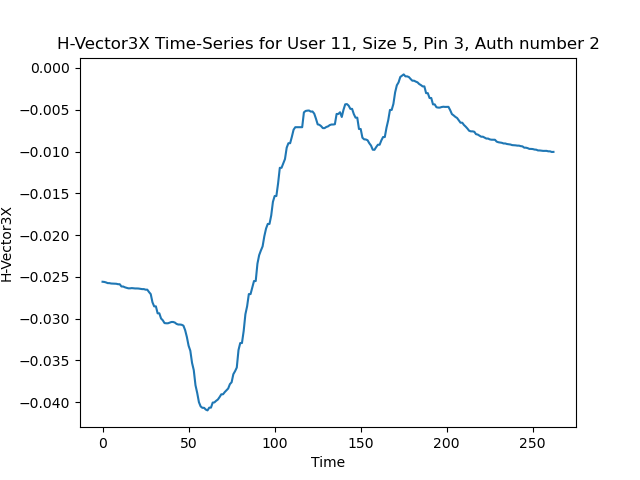 H-Vector3X Time-Series for User 11, Size 5, Pin 3, Auth number 2
0.000
−0.005
−0.010
−0.015
−0.020
−0.025
−0.030
−0.035
−0.040
H-Vector3X
0 50 100 150 200 250
Time